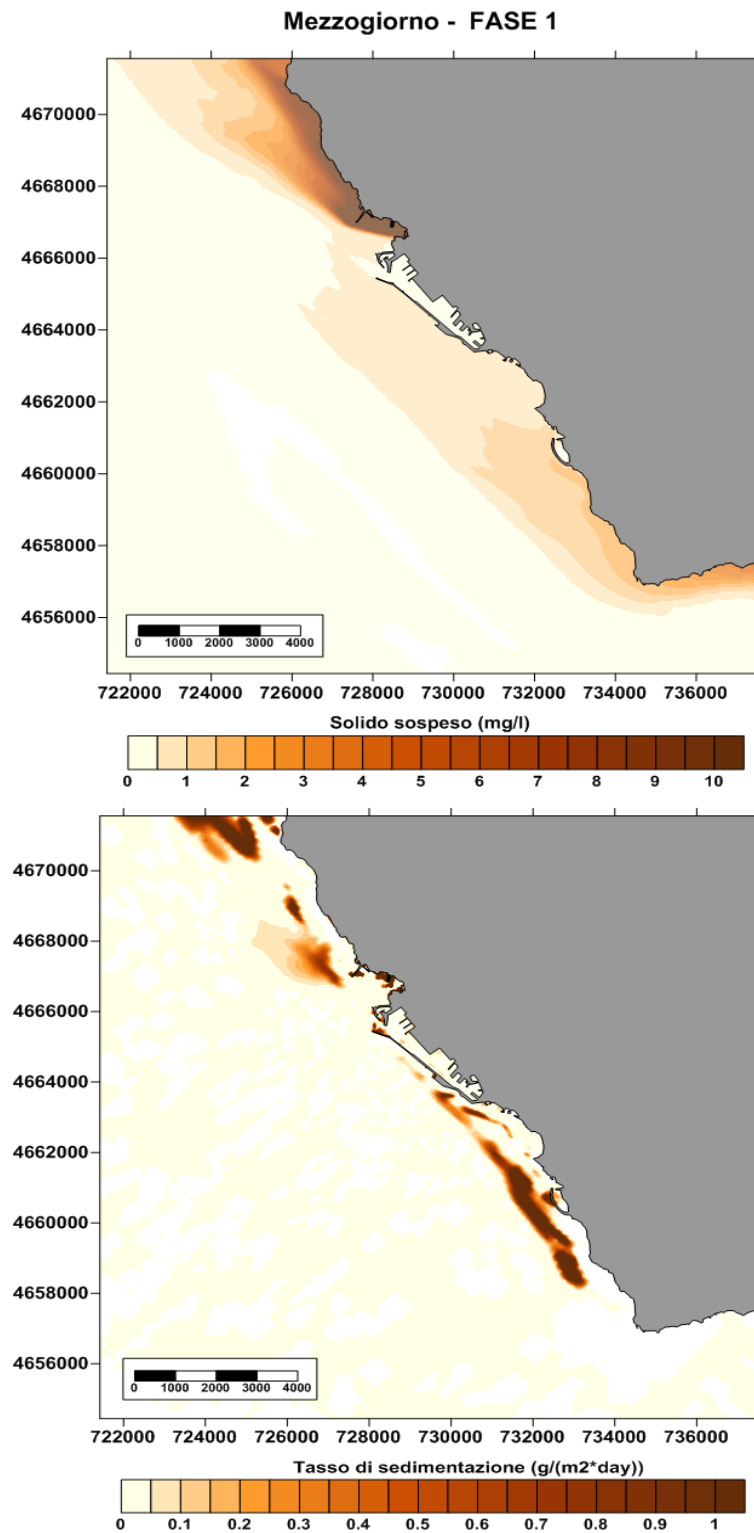 Mezzogiorno - FASE 1
4670000
4668000
4666000
4664000
4662000
4660000
4658000
4656000
0 1000 2000 3000 4000
722000 724000 726000 728000 730000 732000 734000 736000
Solido sospeso (mg/l)
0 1 2 3 4 5 6 7 8 9 10
4670000
4668000
4666000
4664000
4662000
4660000
4658000
4656000
0 1000 2000 3000 4000
722000 724000 726000 728000 730000 732000 734000 736000
Tasso di sedimentazione (g/(m2*day))
0 0.1 0.2 0.3 0.4 0.5 0.6 0.7 0.8 0.9 1